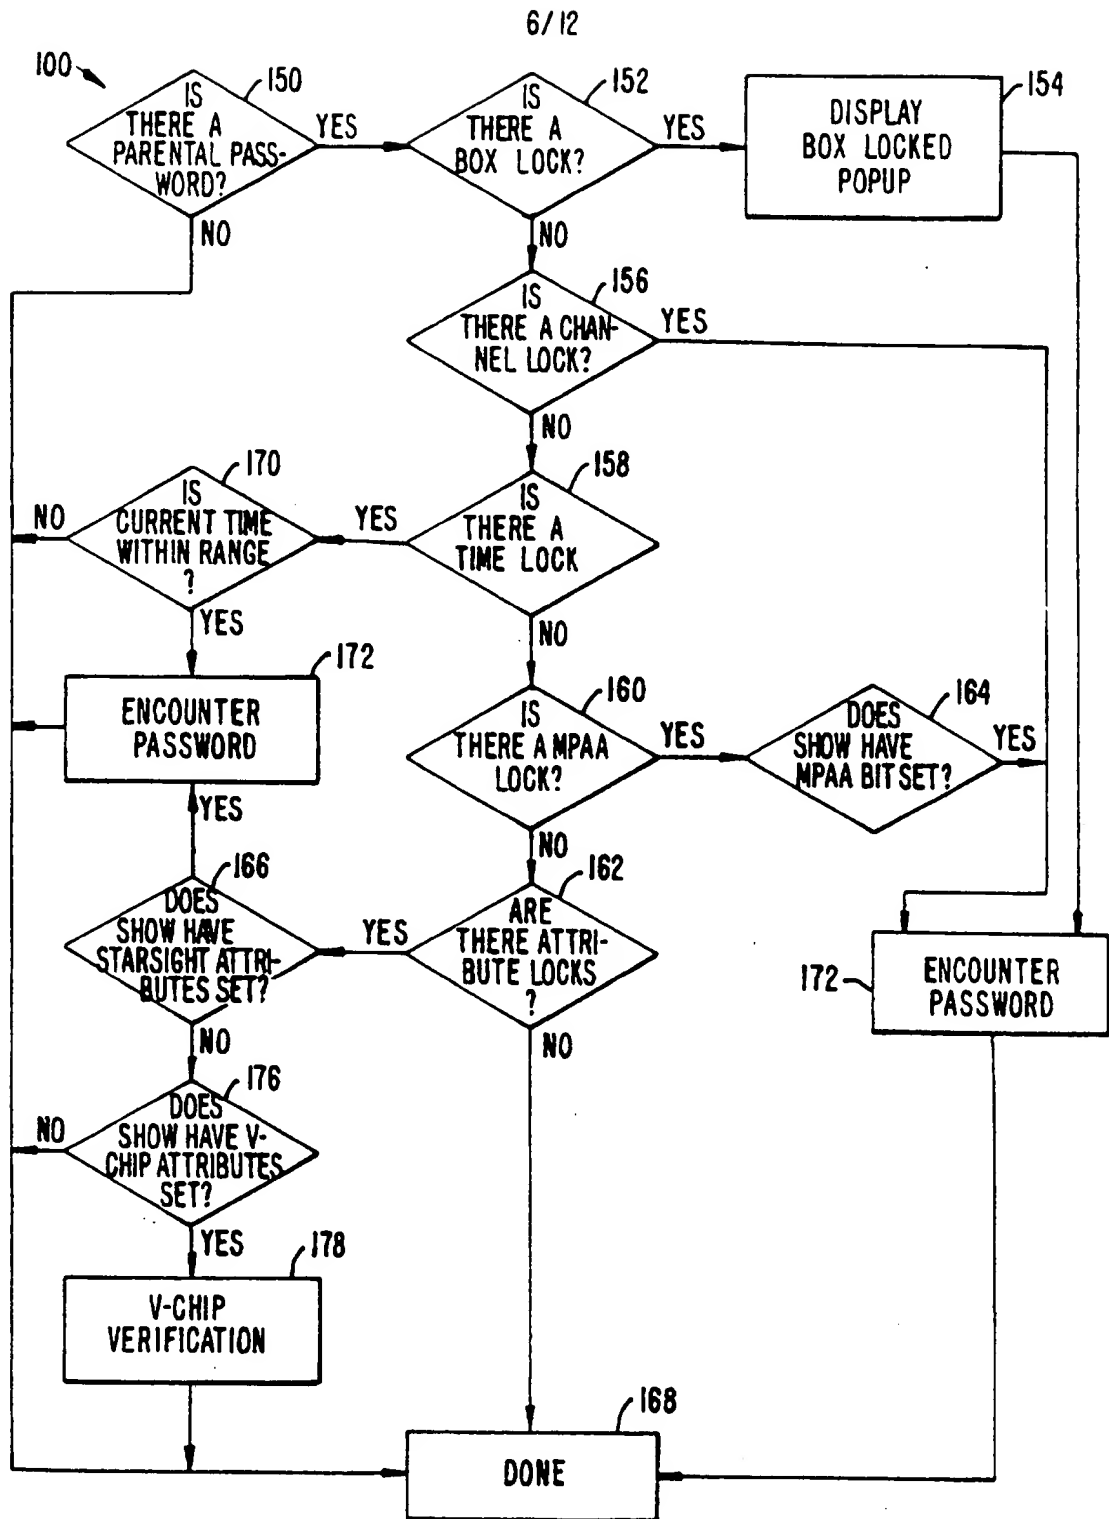 6/12
100
150
IS
THERE A
PARENTAL PASS-
WORD?
YES
NO
152
IS
THERE A
BOX LOCK?
YES
NO
154
DISPLAY
BOX LOCKED
POPUP
156
IS
THERE A CHAN-
NEL LOCK?
YES
NO
170
IS
CURRENT TIME
WITHIN RANGE
?
NO
YES
158
IS
THERE A
TIME LOCK
YES
NO
172
ENCOUNTER
PASSWORD
YES
160
IS
THERE A MPAA
LOCK?
YES
NO
164
DOES
SHOW HAVE
MPAA BIT SET?
YES
166
DOES
SHOW HAVE
STARSIGHT ATTRI-
BUTES SET?
NO
162
ARE
THERE ATTRI-
BUTE LOCKS
?
YES
NO
172
ENCOUNTER
PASSWORD
176
DOES
SHOW HAVE V-
CHIP ATTRIBUTES
SET?
NO
YES
178
V-CHIP
VERIFICATION
168
DONE